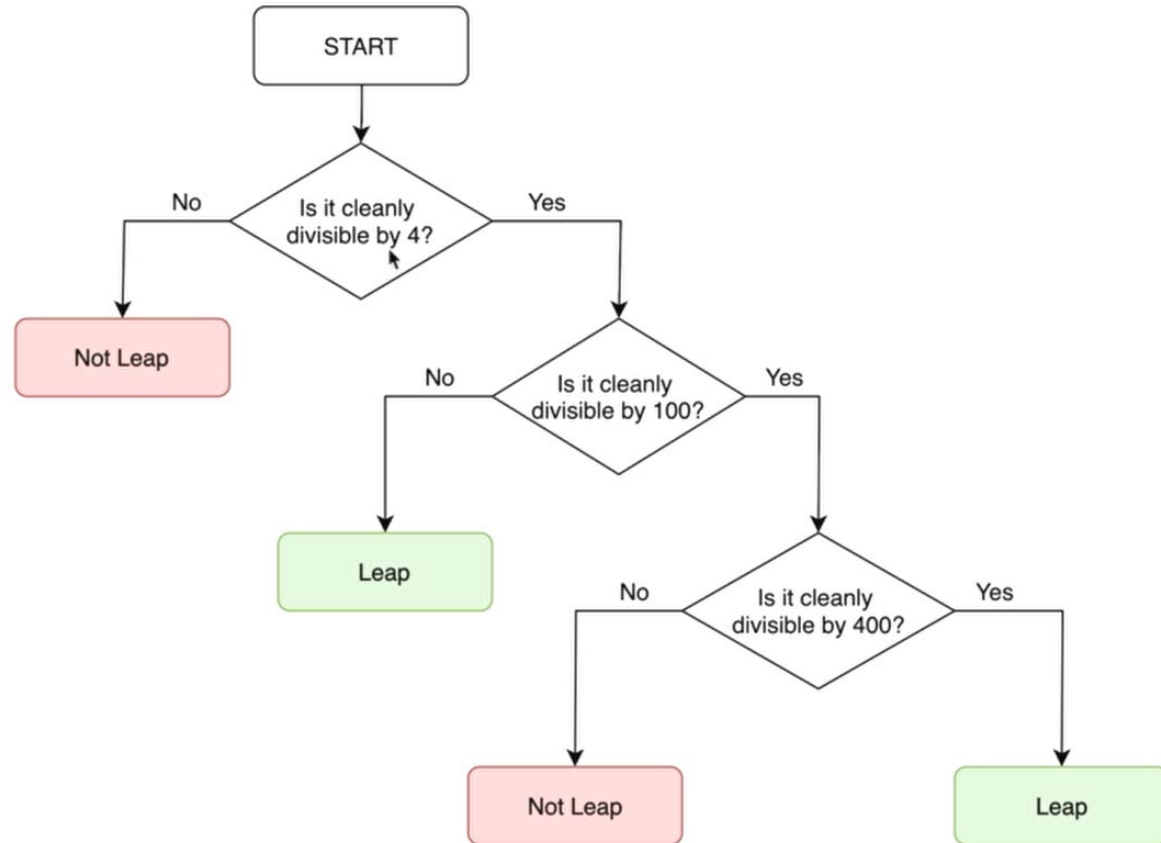 START
No
Yes
Is it cleanly
divisible by 4?
Not Leap
No
Yes
Is it cleanly
divisible by 100?
Leap
No
Yes
Is it cleanly
divisible by 400?
Not Leap
Leap